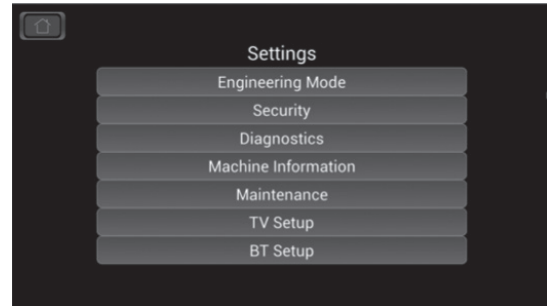 Settings
Engineering Mode
Security
Diagnostics
Machine Information
Maintenance
TV Setup
BT Setup